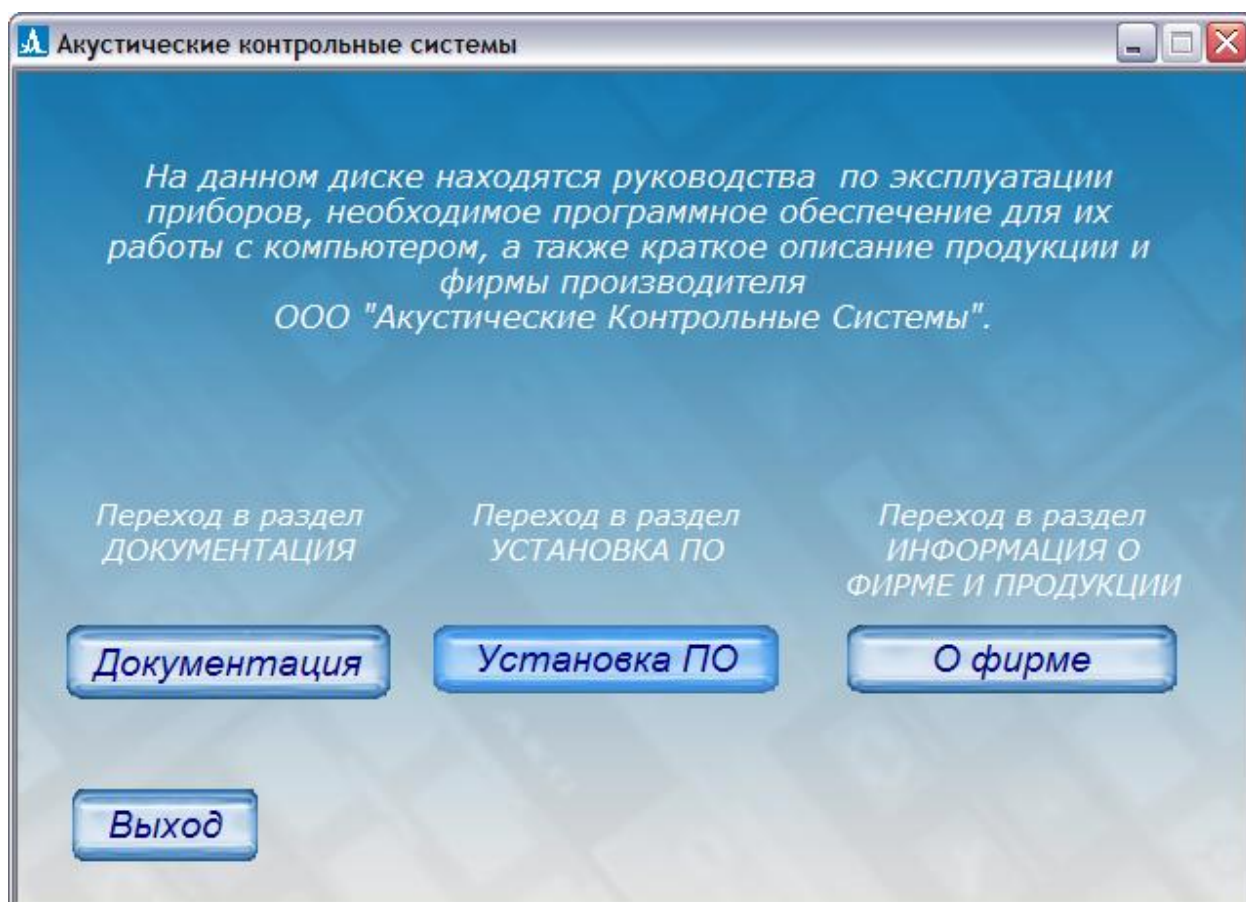 Акустические контрольные системы
На данном диске находятся руководства по эксплуатации
приборов, необходимое программное обеспечение для их
работы с компьютером, а также краткое описание продукции и
фирмы производителя
ООО "Акустические Контрольные Системы".
Переход в раздел
ДОКУМЕНТАЦИЯ
Переход в раздел
УСТАНОВКА ПО
Переход в раздел
ИНФОРМАЦИЯ О
ФИРМЕ И ПРОДУКЦИИ
Документация
Установка ПО
О фирме
Выход